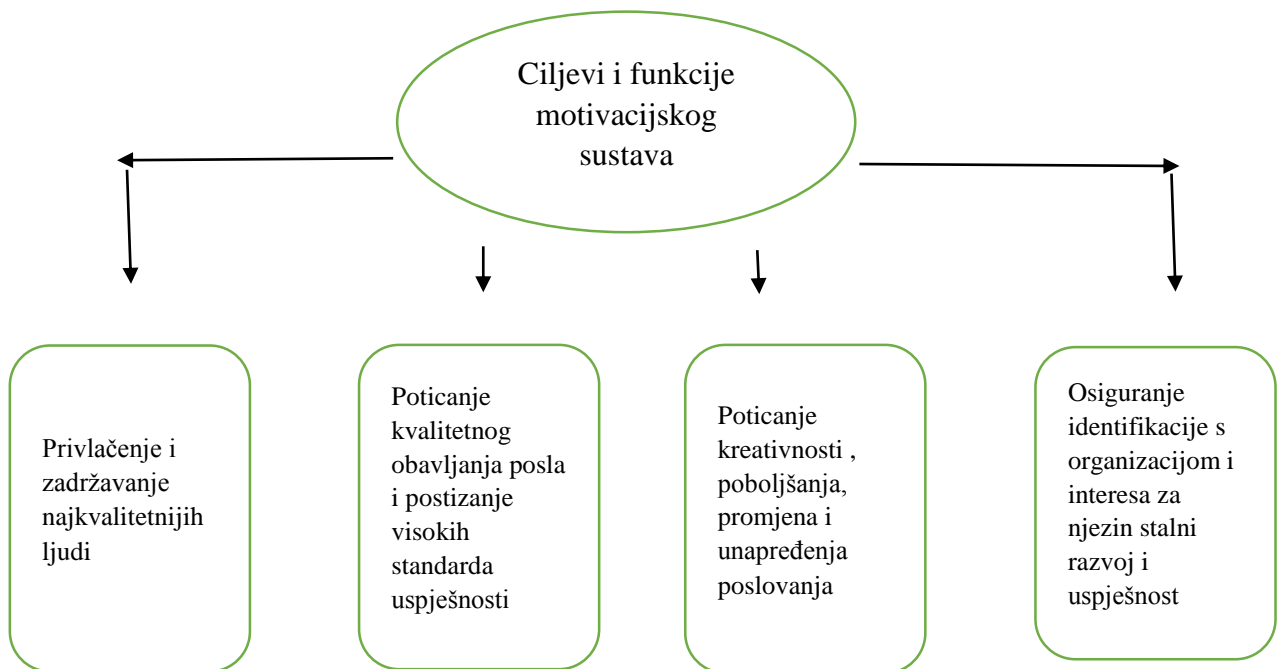 Ciljevi i funkcije
motivacijskog
sustava
Privlačenje i
zadržavanje
najkvalitetnijih
ljudi
Poticanje
kvalitetnog
obavljanja posla
i postizanje
visokih
standarda
uspješnosti
Poticanje
kreativnosti ,
poboljšanja,
promjena i
unapređenja
poslovanja
Osiguranje
identifikacije s
organizacijom i
interesa za
njezin stalni
razvoj i
uspješnost